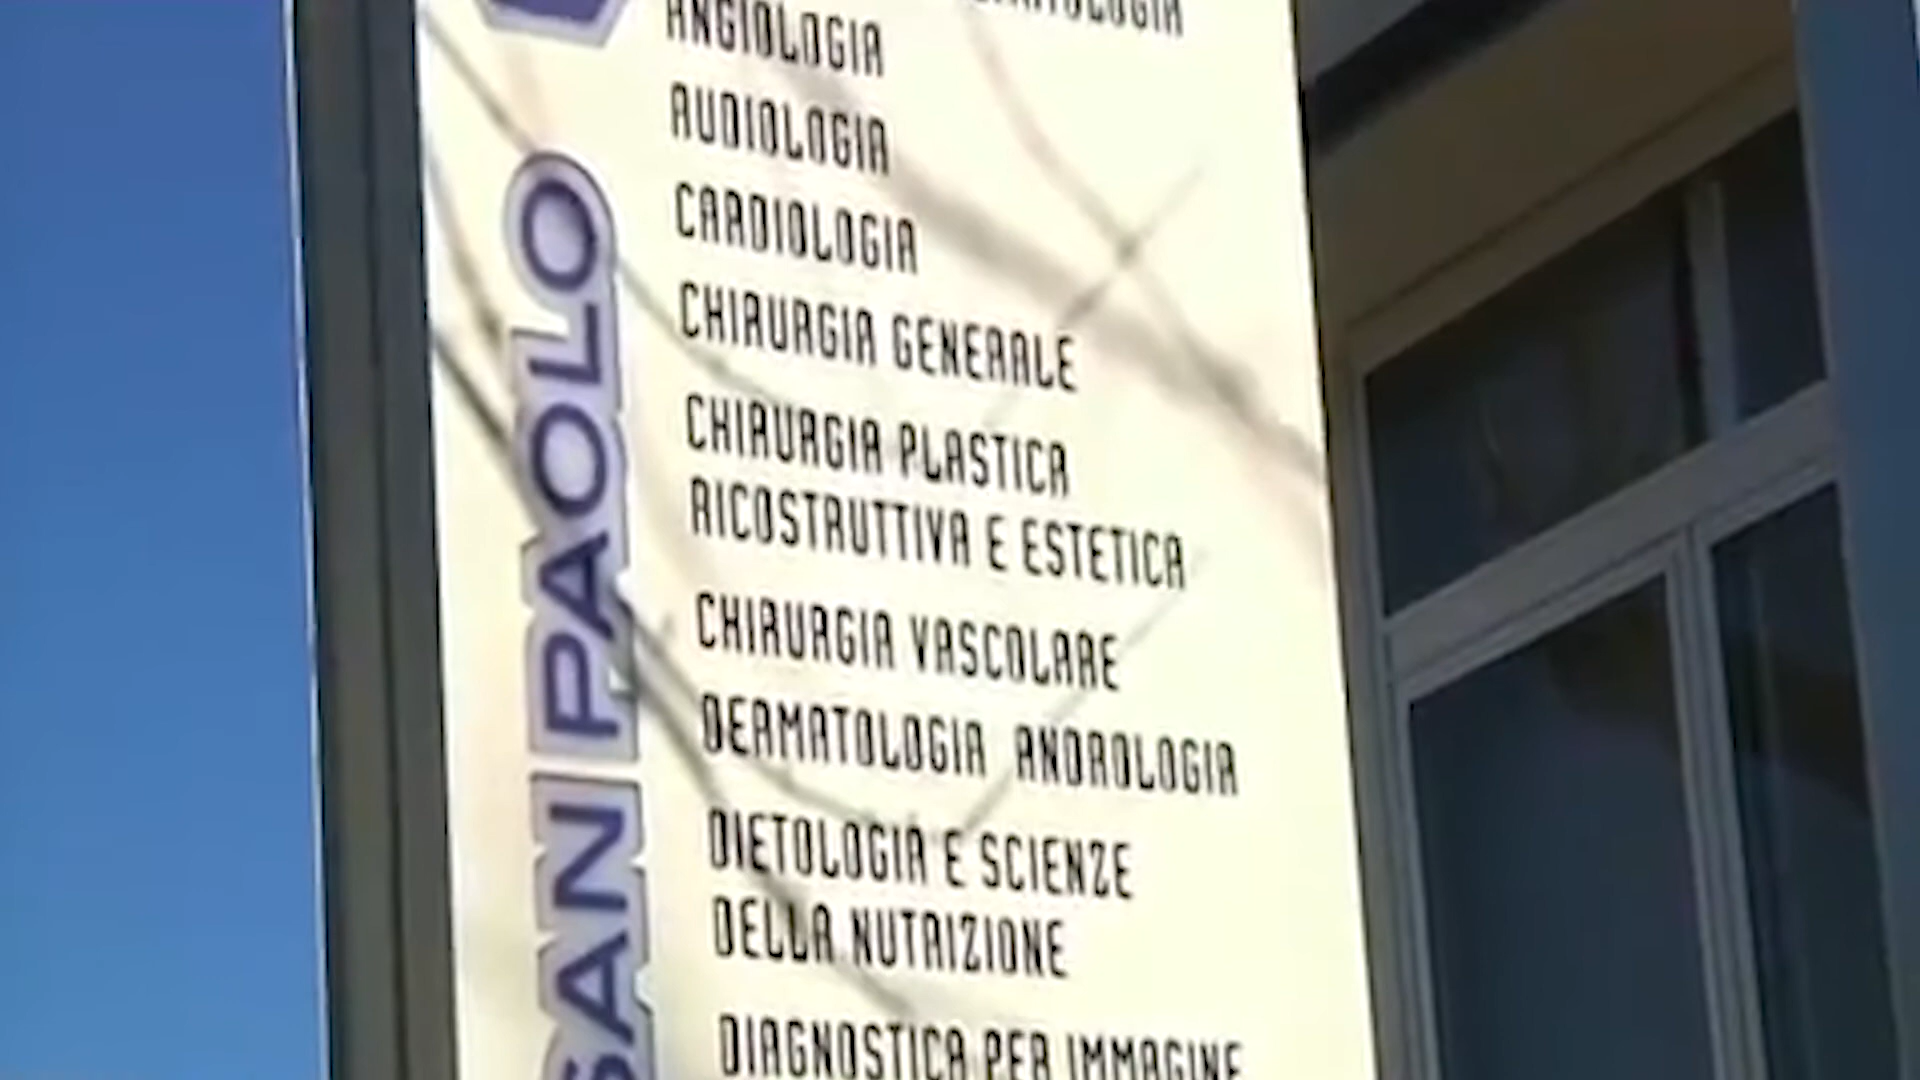 ANGIOLOGIA
AUDIOLOGIA
CARDIOLOGIA
CHIRURGIA GENERALE
CHIRURGIA PLASTICA
RICOSTRUTTIVA E ESTETICA
CHIRURGIA VASCOLARE
DERMATOLOGIA ANDROLOGIA
DIETOLOGIA E SCIENZE
DELLA NUTRIZIONE
DIAGNOSTICA PER IMMAGINE
SAN PAOLO